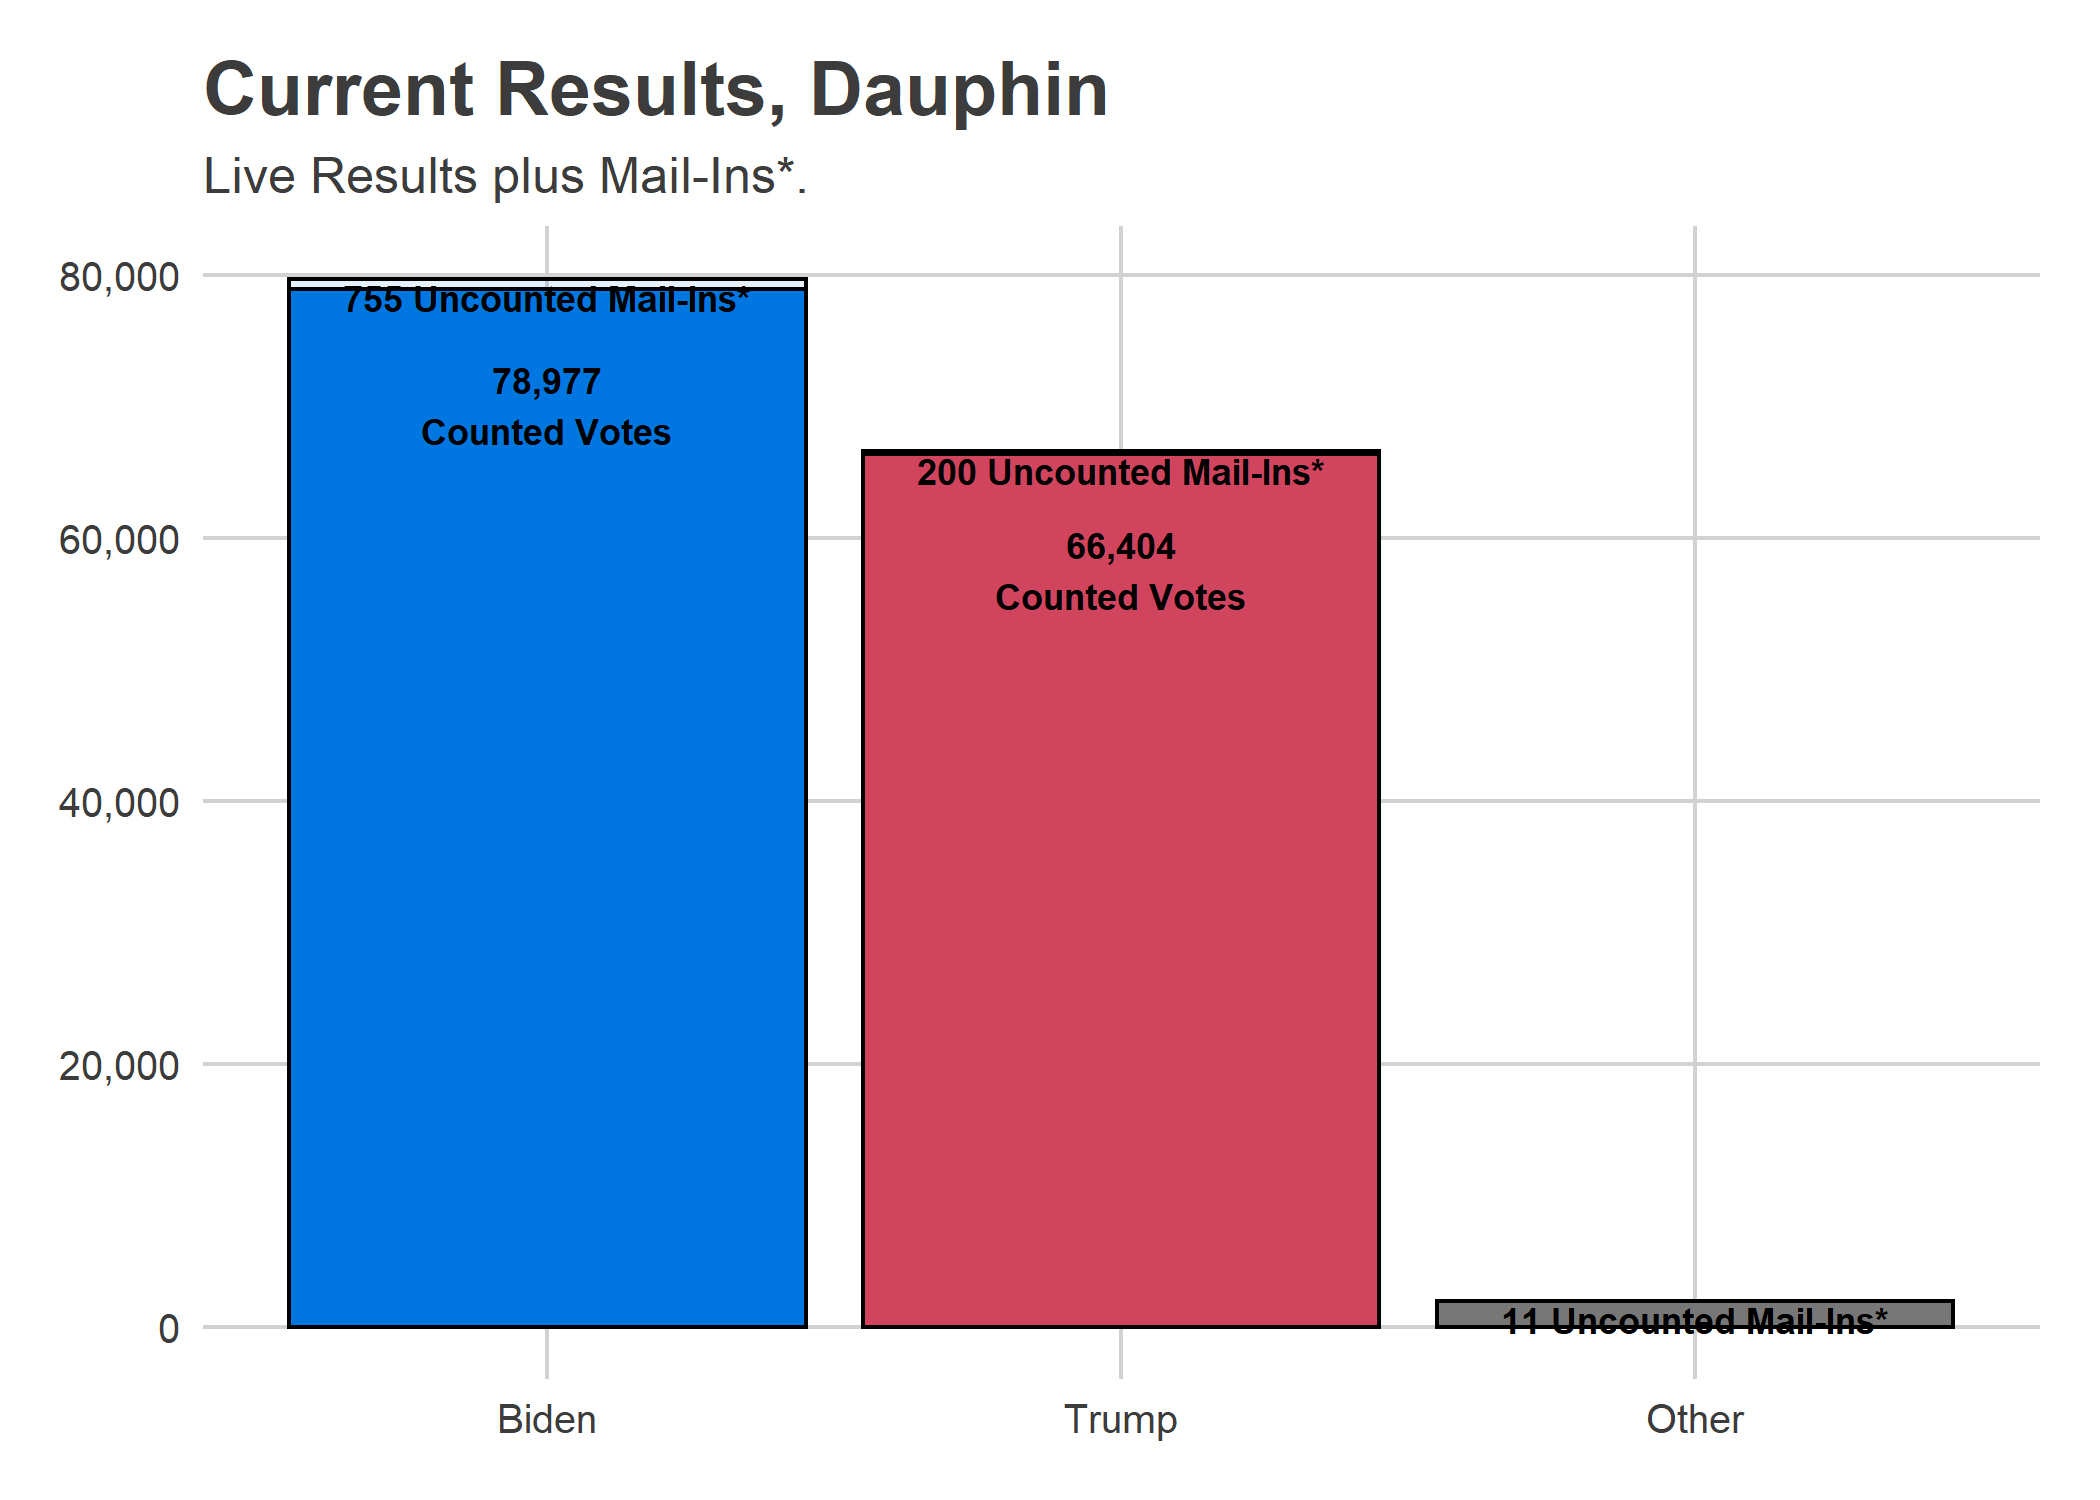 Current Results, Dauphin
Live Results plus Mail-Ins*.
80,000
60,000
40,000
20,000
0
755 Uncounted Mail-Ins*
78,977
Counted Votes
200 Uncounted Mail-Ins*
66,404
Counted Votes
11 Uncounted Mail-Ins*
Biden
Trump
Other